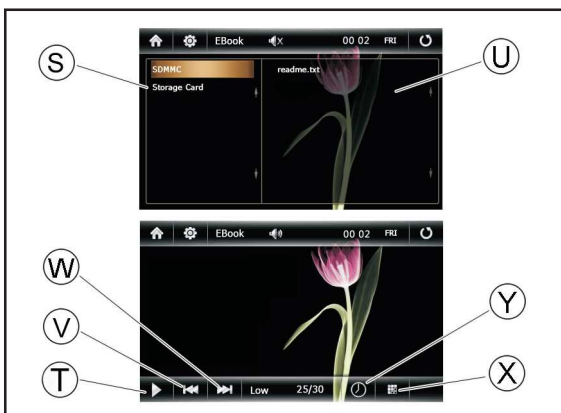 EBook 00 02 FRI
S
U
SDMMC readme.txt
Storage Card
EBook 00 02 FRI
W
Y
V
T
X
Low 25/30